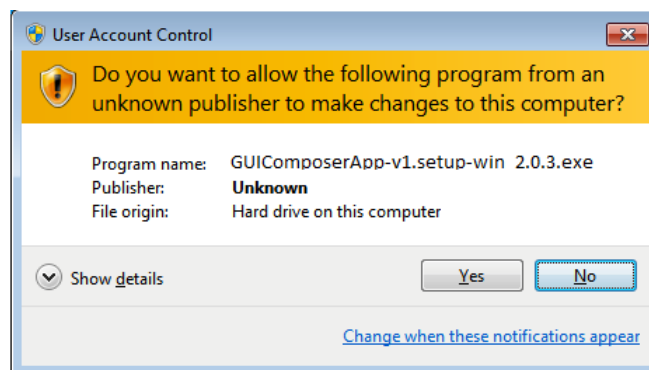 User Account Control
Do you want to allow the following program from an
unknown publisher to make changes to this computer?
Program name: GUIComposerApp-v1.setup-win_2.0.3.exe
Publisher: Unknown
File origin: Hard drive on this computer
Show details
Yes No
Change when these notifications appear